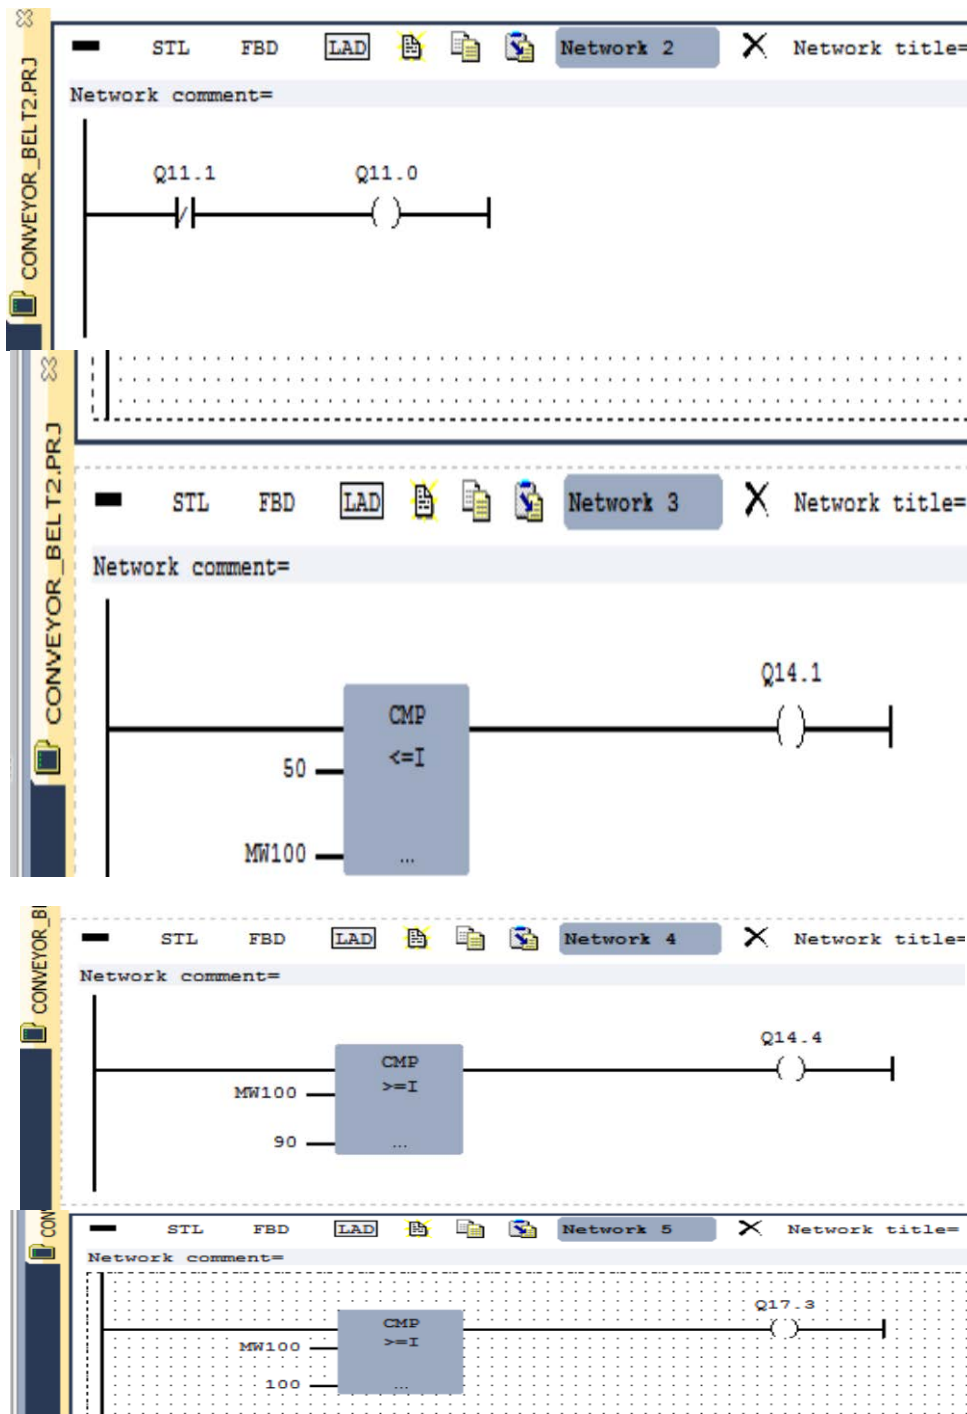 CONVEYOR_BELT2.PRJ
STL FBD LAD Network 2 Network title=
Network comment=
Q11.1 Q11.0
CONVEYOR_BELT2.PRJ
STL FBD LAD Network 3 Network title=
Network comment=
Q14.1
CMP
<=I
50
MW100
...
CONVEYOR_B
STL FBD LAD Network 4 Network title=
Network comment=
Q14.4
CMP
>=I
MW100
90
...
CON
STL FBD LAD Network 5 Network title=
Network comment=
Q17.3
CMP
>=I
MW100
100
...